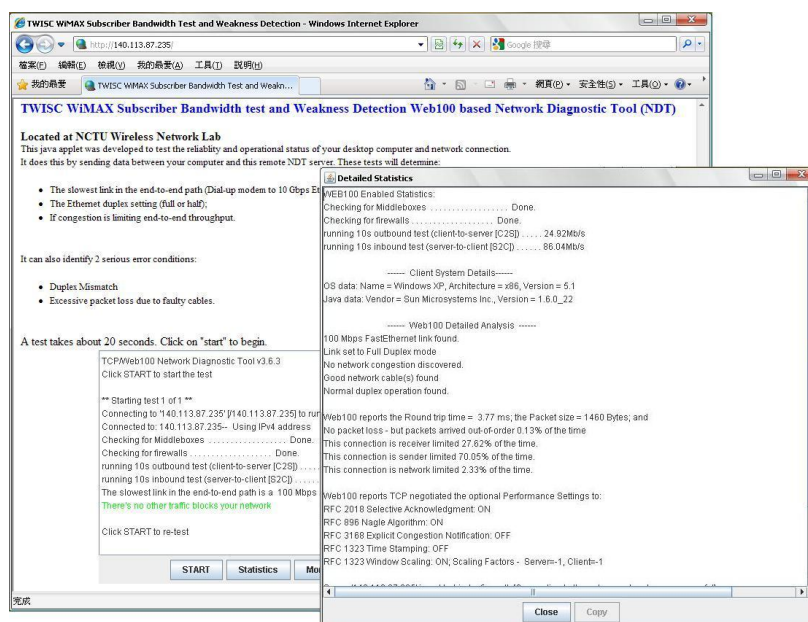 TWISC WiMAX Subscriber Bandwidth Test and Weakness Detection - Windows Internet Explorer
http://140.113.87.235/
Google 搜尋
檔案(F) 編輯(E) 檢視(V) 我的最愛(A) 工具(T) 說明(H)
我的最愛 TWISC WiMAX Subscriber Bandwidth Test and Weakn... 網頁(P) 安全性(S) 工具(O)
TWISC WiMAX Subscriber Bandwidth test and Weakness Detection Web100 based Network Diagnostic Tool (NDT)
Located at NCTU Wireless Network Lab
This java applet was developed to test the reliablity and operational status of your desktop computer and network connection.
It does this by sending data between your computer and this remote NDT server. These tests will determine:
The slowest link in the end-to-end path (Dial-up modem to 10 Gbps Et
The Ethernet duplex setting (full or half);
If congestion is limiting end-to-end throughput.
It can also identify 2 serious error conditions:
Duplex Mismatch
Excessive packet loss due to faulty cables.
A test takes about 20 seconds. Click on "start" to begin.
TCP/Web100 Network Diagnostic Tool v3.6.3
Click START to start the test
** Starting test 1 of 1 **
Connecting to '140.113.87.235' [/140.113.87.235] to run
Connected to: 140.113.87.235-- Using IPv4 address
Checking for Middleboxes . . . . . . . . . . . . . . . . . . Done.
Checking for firewalls . . . . . . . . . . . . . . . . . . . Done.
running 10s outbound test (client-to-server [C2S]) . . . . .
running 10s inbound test (server-to-client [S2C]) . . . . . .
The slowest link in the end-to-end path is a 100 Mbps
There's no other traffic blocks your network
Click START to re-test
START Statistics Mo
完成
Detailed Statistics
WEB100 Enabled Statistics:
Checking for Middleboxes . . . . . . . . . . . . . . . . . . Done.
Checking for firewalls . . . . . . . . . . . . . . . . . . . Done.
running 10s outbound test (client-to-server [C2S]) . . . . . 24.92Mb/s
running 10s inbound test (server-to-client [S2C]) . . . . . . 86.04Mb/s
------ Client System Details------
OS data: Name = Windows XP, Architecture = x86, Version = 5.1
Java data: Vendor = Sun Microsystems Inc., Version = 1.6.0_22
------ Web100 Detailed Analysis ------
100 Mbps FastEthernet link found.
Link set to Full Duplex mode
No network congestion discovered.
Good network cable(s) found
Normal duplex operation found.
Web100 reports the Round trip time = 3.77 ms; the Packet size = 1460 Bytes; and
No packet loss - but packets arrived out-of-order 0.13% of the time
This connection is receiver limited 27.62% of the time.
This connection is sender limited 70.05% of the time.
This connection is network limited 2.33% of the time.
Web100 reports TCP negotiated the optional Performance Settings to:
RFC 2018 Selective Acknowledgment: ON
RFC 896 Nagle Algorithm: ON
RFC 3168 Explicit Congestion Notification: OFF
RFC 1323 Time Stamping: OFF
RFC 1323 Window Scaling: ON; Scaling Factors - Server=-1, Client=-1
Close Copy